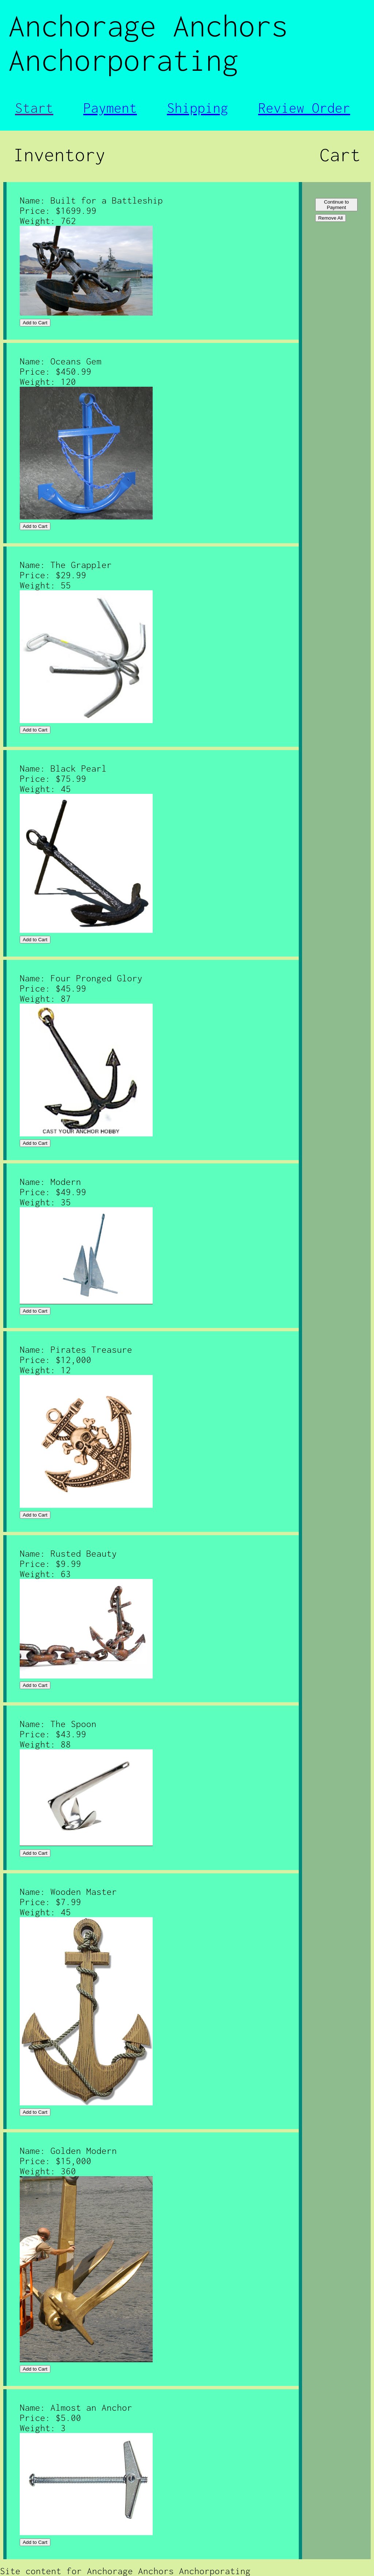 Anchorage Anchors
Anchorporating
Start Payment Shipping Review Order
Inventory
Cart
Name: Built for a Battleship
Price: $1699.99
Weight: 762
Add to Cart
Continue to
Payment
Remove All
Name: Oceans Gem
Price: $450.99
Weight: 120
Add to Cart
Name: The Grappler
Price: $29.99
Weight: 55
Add to Cart
Name: Black Pearl
Price: $75.99
Weight: 45
Add to Cart
Name: Four Pronged Glory
Price: $45.99
Weight: 87
CAST YOUR ANCHOR HOBBY
Add to Cart
Name: Modern
Price: $49.99
Weight: 35
Add to Cart
Name: Pirates Treasure
Price: $12,000
Weight: 12
Add to Cart
Name: Rusted Beauty
Price: $9.99
Weight: 63
Add to Cart
Name: The Spoon
Price: $43.99
Weight: 88
Add to Cart
Name: Wooden Master
Price: $7.99
Weight: 45
Add to Cart
Name: Golden Modern
Price: $15,000
Weight: 360
Add to Cart
Name: Almost an Anchor
Price: $5.00
Weight: 3
Add to Cart
Site content for Anchorage Anchors Anchorporating